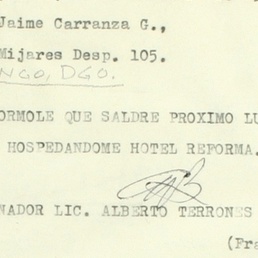 Jaime Carranza G.,
Mijares Desp. 105.
NGO, DGO.
ORMOLE QUE SALDRE PROXIMO LU
HOSPEDANDOME HOTEL REFORMA.
NADOR LIC. ALBERTO TERRONES
(Fra